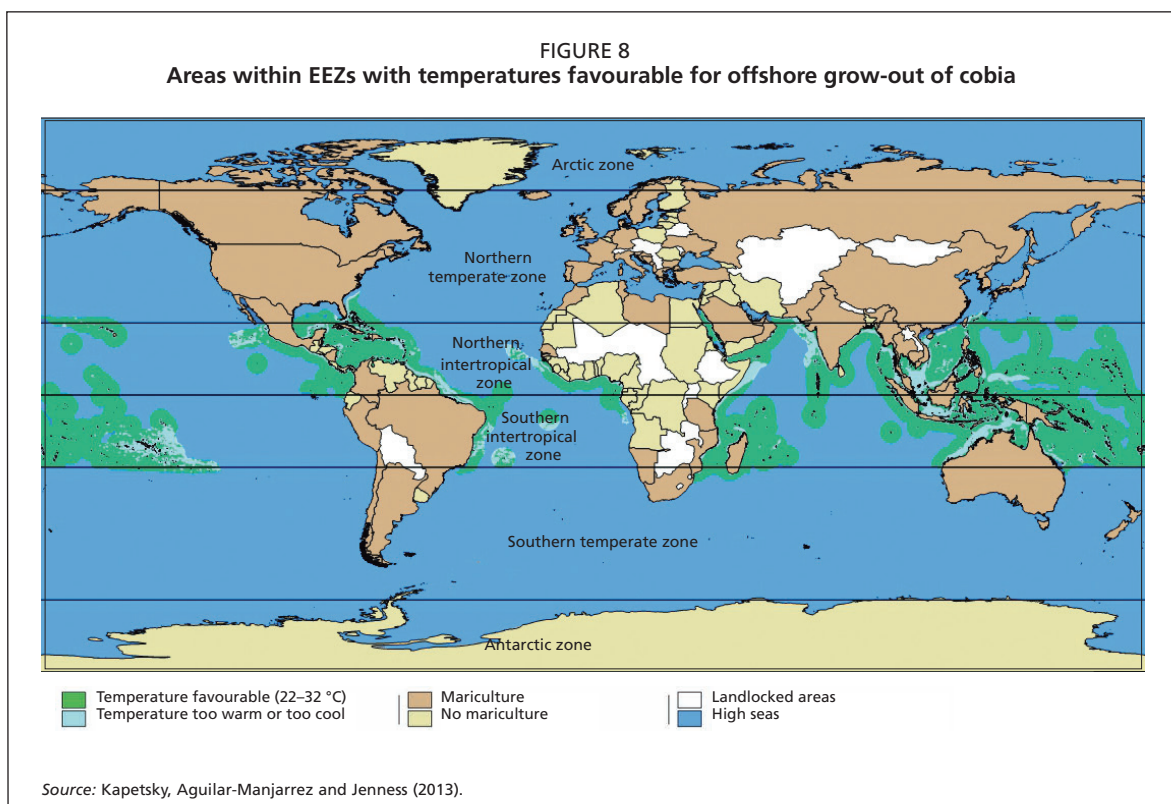 FIGURE 8
Areas within EEZs with temperatures favourable for offshore grow-out of cobia
Arctic zone
Northern
temperate zone
Northern
intertropical
zone
Southern
intertropical
zone
Southern temperate zone
Antarctic zone
Temperature favourable (22–32 °C)
Temperature too warm or too cool
Mariculture
No mariculture
Landlocked areas
High seas
Source: Kapetsky, Aguilar-Manjarrez and Jenness (2013).